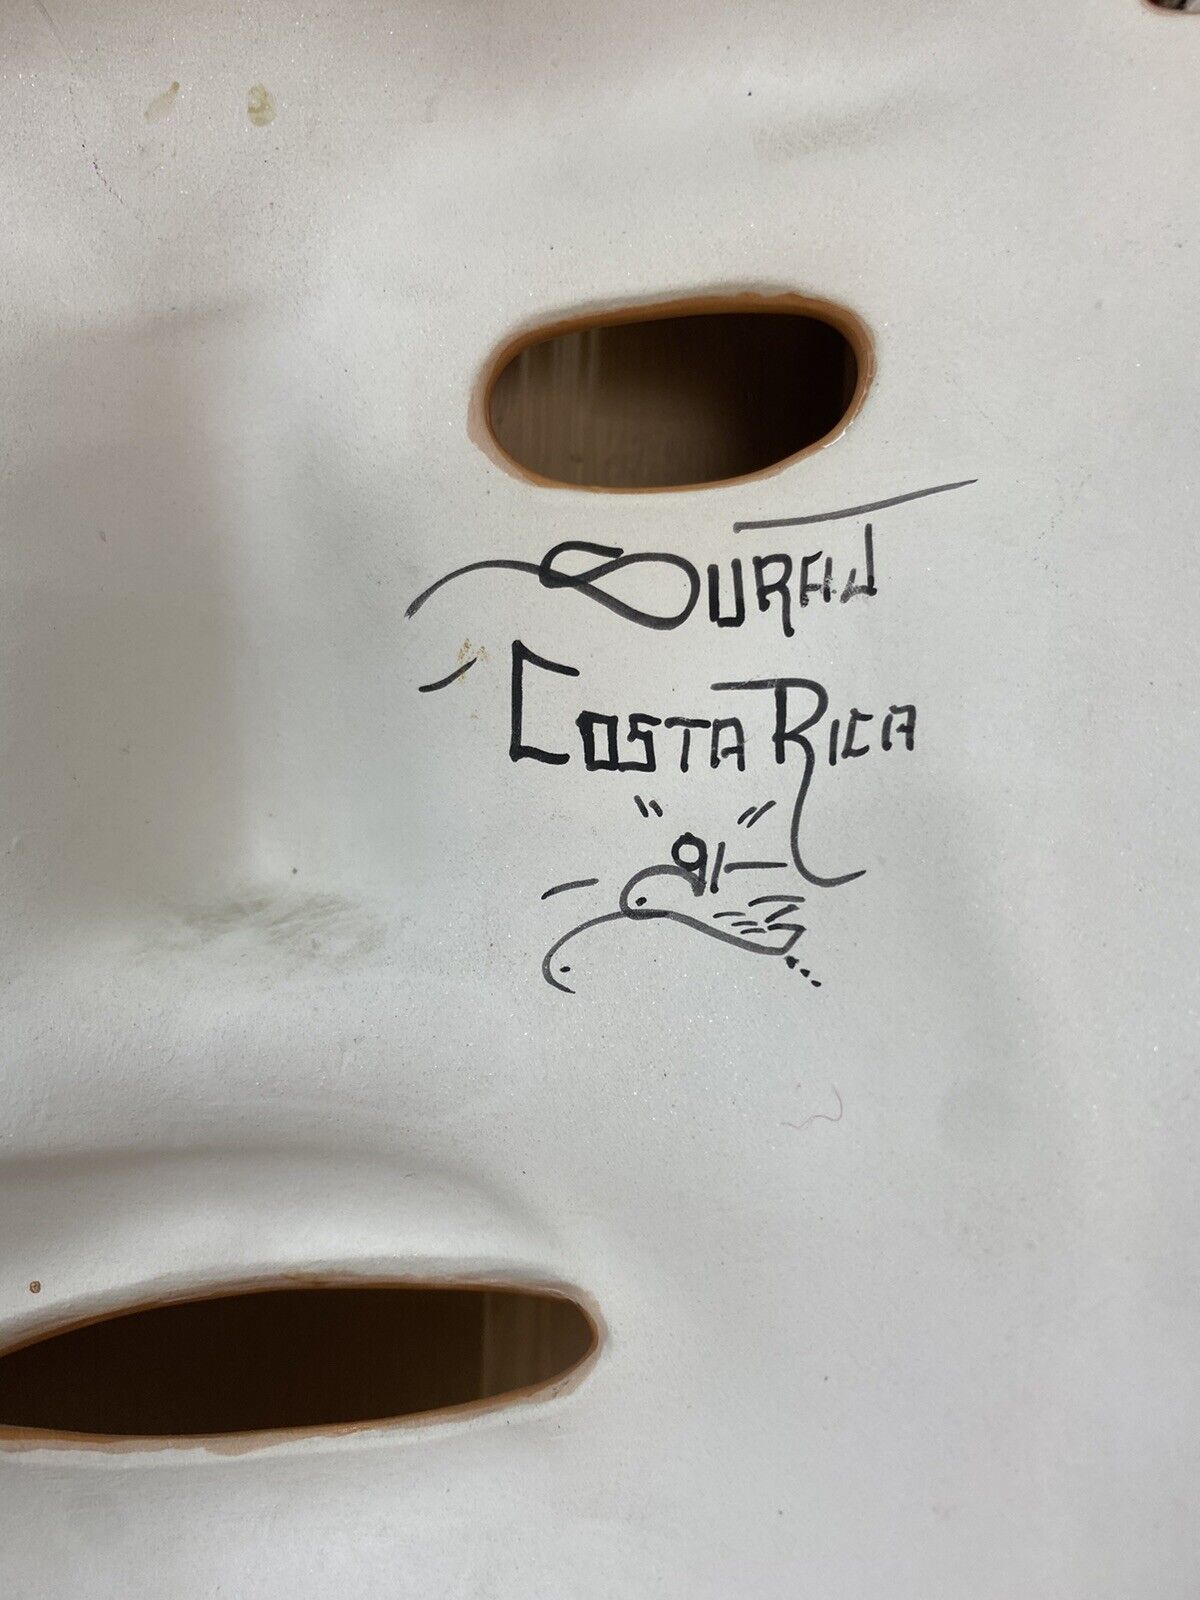 DURAN
COSTA RICA
"91"